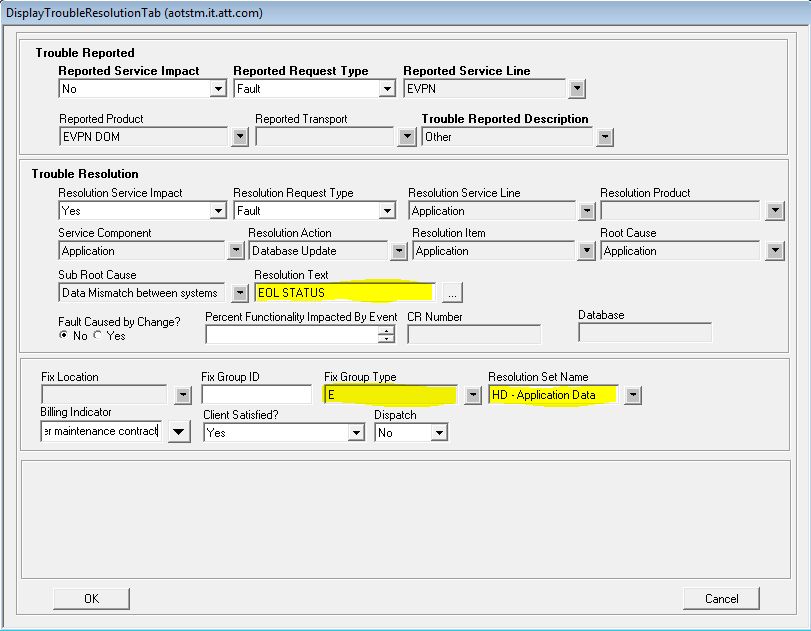 DisplayTroubleResolutionTab (aotstm.it.att.com)
Trouble Reported
Reported Service Impact Reported Request Type Reported Service Line
No Fault EVPN
Reported Product Reported Transport Trouble Reported Description
EVPN DOM Other
Trouble Resolution
Resolution Service Impact Resolution Request Type Resolution Service Line Resolution Product
Yes Fault Application
Service Component Resolution Action Resolution Item Root Cause
Application Database Update Application Application
Sub Root Cause Resolution Text
Data Mismatch between systems EOL STATUS ...
Fault Caused by Change? Percent Functionality Impacted By Event CR Number Database
No Yes
Fix Location Fix Group ID Fix Group Type Resolution Set Name
E HD - Application Data
Billing Indicator Client Satisfied? Dispatch
er maintenance contract Yes No
OK Cancel